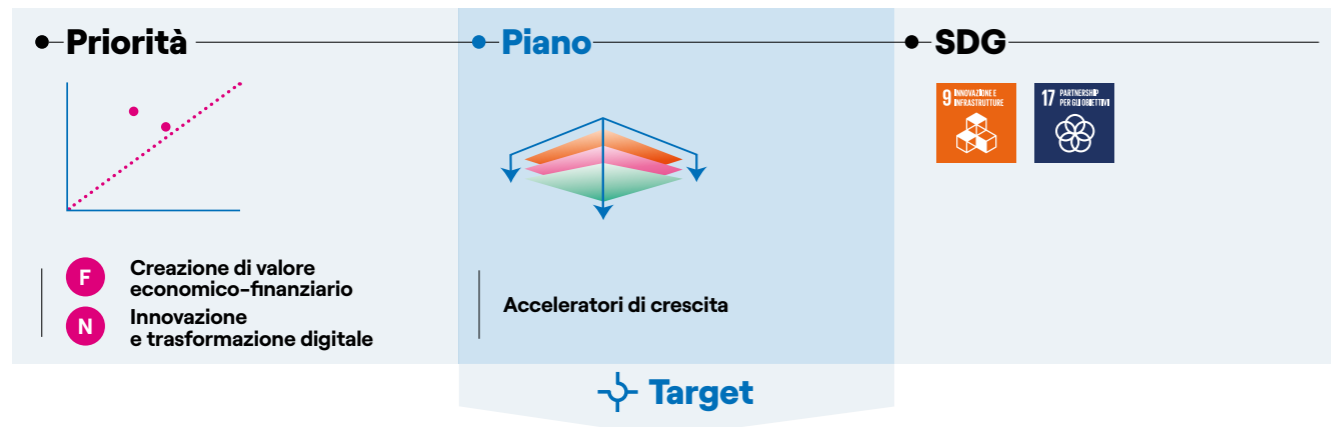 Priorità
Piano
SDG
9 INNOVAZIONE E
INFRASTRUTTURE
17 PARTNERSHIP
PER GLI OBIETTIVI
F
Creazione di valore
economico-finanziario
N
Innovazione
e trasformazione digitale
Acceleratori di crescita
Target